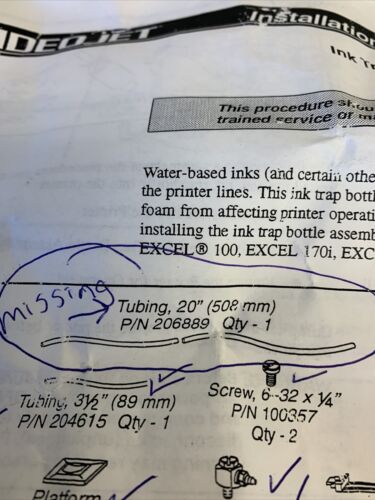 DEOJET
Installation
Ink Tr
This procedure shou
trained service or m
Water-based inks (and certain othe
the printer lines. This ink trap bottl
foam from affecting printer operati
installing the ink trap bottle assemb
EXCEL® 100, EXCEL 170i, EXC
missing
Tubing, 20" (508 mm)
P/N 206889 Qty - 1
Tubing, 3½" (89 mm)
P/N 204615 Qty - 1
Screw, 6-32 x ¼"
P/N 100357
Qty - 2
Platform